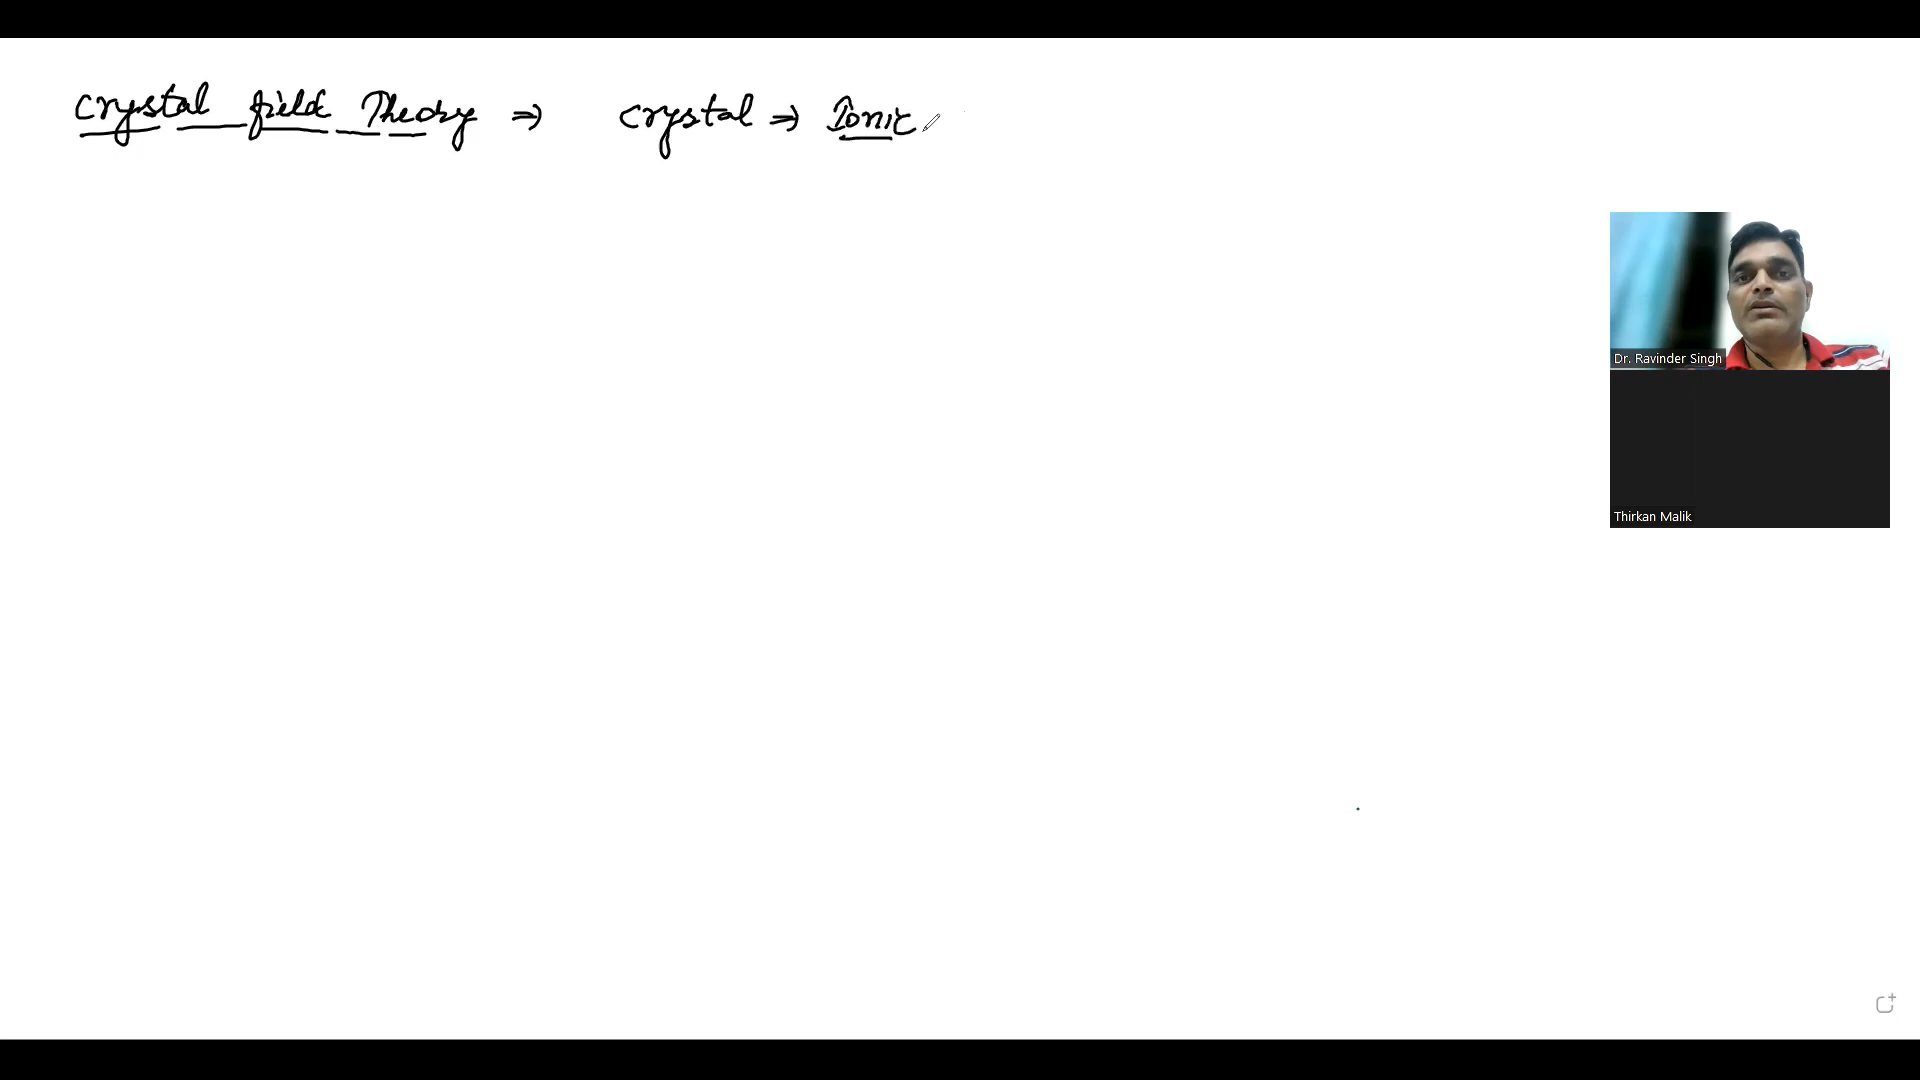 Crystal field Theory ⇒ Crystal ⇒ Ionic
Dr. Ravinder Singh
Thirkan Malik